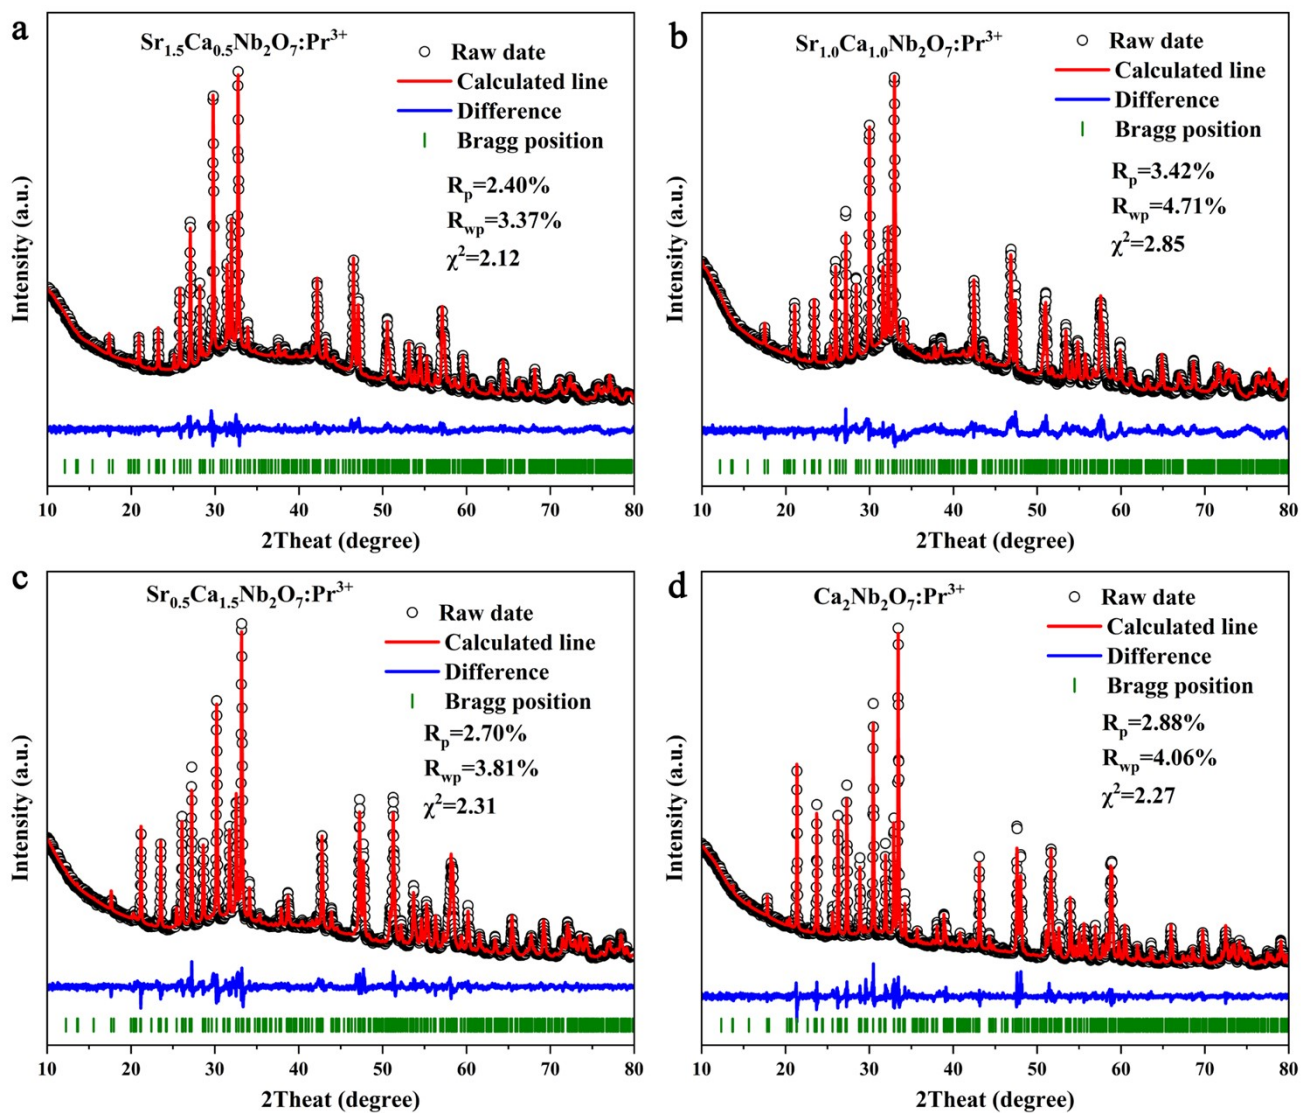 a
Sr1.5Ca0.5Nb2O7:Pr3+
Raw date
Calculated line
Difference
Bragg position
Rp=2.40%
Rwp=3.37%
χ2=2.12
Intensity (a.u.)
10 20 30 40 50 60 70 80
2Theat (degree)
b
Sr1.0Ca1.0Nb2O7:Pr3+
Raw date
Calculated line
Difference
Bragg position
Rp=3.42%
Rwp=4.71%
χ2=2.85
Intensity (a.u.)
10 20 30 40 50 60 70 80
2Theat (degree)
c
Sr0.5Ca1.5Nb2O7:Pr3+
Raw date
Calculated line
Difference
Bragg position
Rp=2.70%
Rwp=3.81%
χ2=2.31
Intensity (a.u.)
10 20 30 40 50 60 70 80
2Theat (degree)
d
Ca2Nb2O7:Pr3+
Raw date
Calculated line
Difference
Bragg position
Rp=2.88%
Rwp=4.06%
χ2=2.27
Intensity (a.u.)
10 20 30 40 50 60 70 80
2Theat (degree)